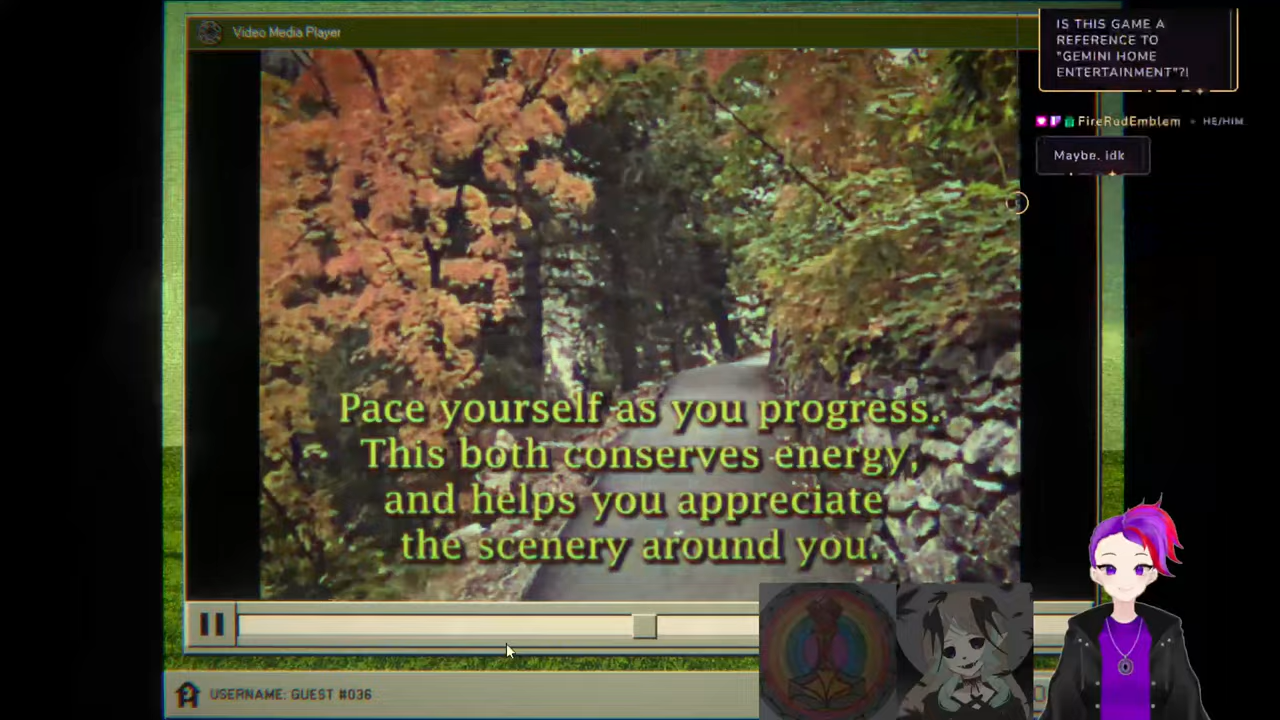 Video Media Player
IS THIS GAME A
REFERENCE TO
"GEMINI HOME
ENTERTAINMENT"?!
FireRedEmblem • HE/HIM
Maybe. idk
Pace yourself as you progress.
This both conserves energy,
and helps you appreciate
the scenery around you.
USERNAME: GUEST #036